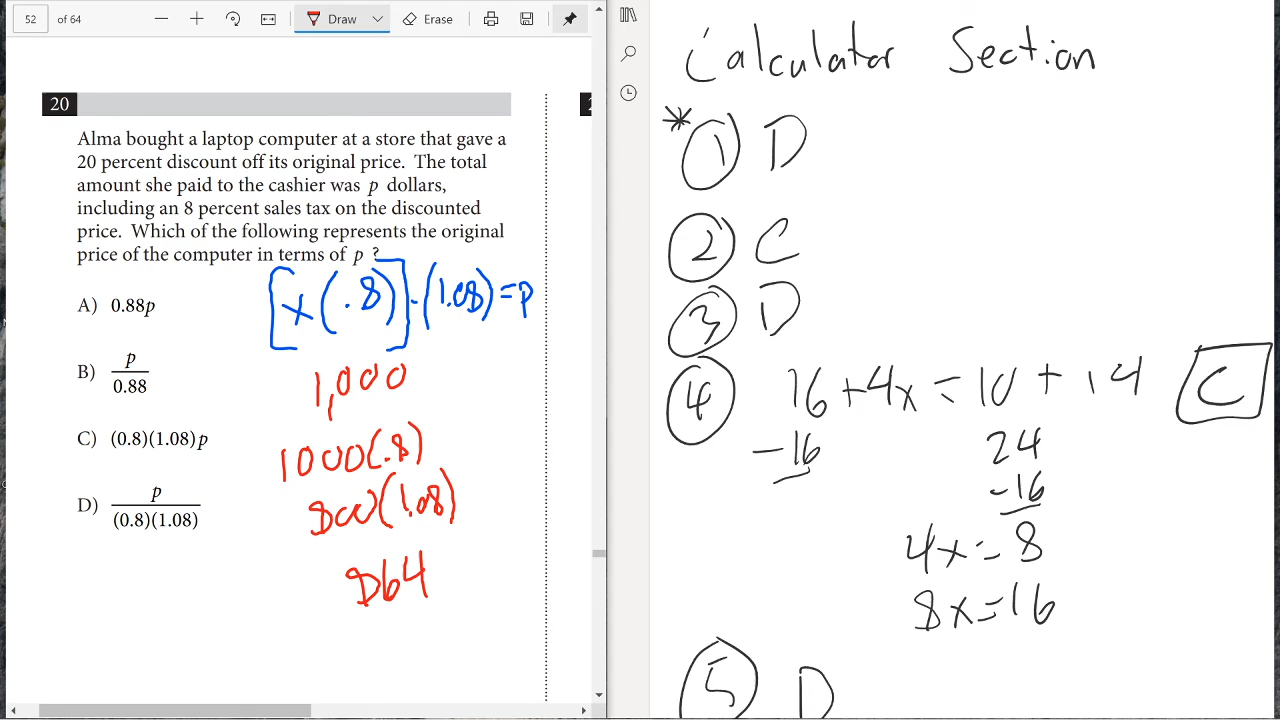 52 of 64
Draw
Erase
20
Alma bought a laptop computer at a store that gave a
20 percent discount off its original price. The total
amount she paid to the cashier was p dollars,
including an 8 percent sales tax on the discounted
price. Which of the following represents the original
price of the computer in terms of p ?
[x(.8)]·(1.08)=p
A) 0.88p
B) p/0.88
C) (0.8)(1.08)p
D) p/(0.8)(1.08)
1,000
1000(.8)
800(1.08)
864
2
Calculator Section
* 1 D
2 C
3 D
4 16+4x=10+14 C
-16 24
-16
4x=8
8x=16
5 D